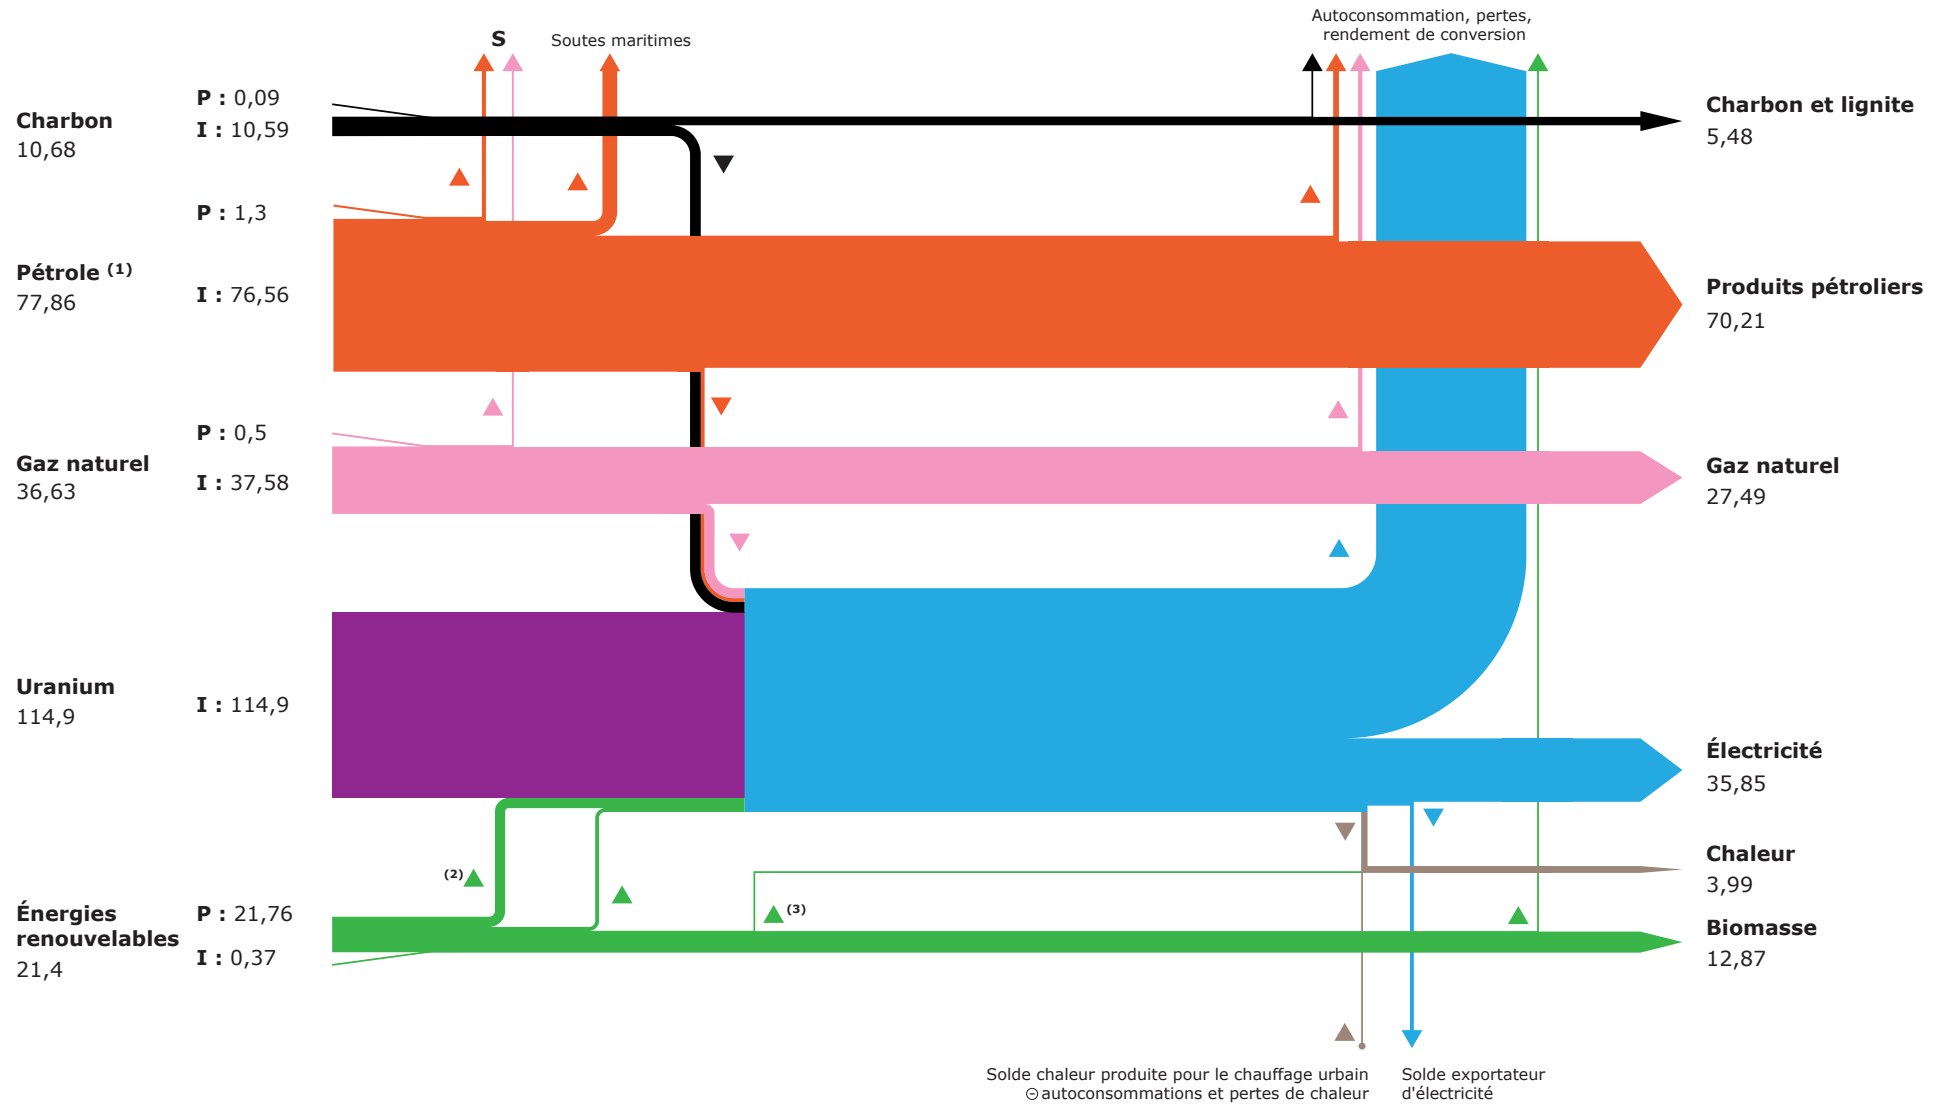 Autoconsommation, pertes,
rendement de conversion
S
Soutes maritimes
Charbon
10,68
P : 0,09
I : 10,59
Charbon et lignite
5,48
Pétrole (1)
77,86
P : 1,3
I : 76,56
Produits pétroliers
70,21
Gaz naturel
36,63
P : 0,5
I : 37,58
Gaz naturel
27,49
Uranium
114,9
I : 114,9
Électricité
35,85
Chaleur
3,99
(2)
(3)
Énergies
renouvelables
21,4
P : 21,76
I : 0,37
Biomasse
12,87
Solde chaleur produite pour le chauffage urbain
⊖ autoconsommations et pertes de chaleur
Solde exportateur
d'électricité